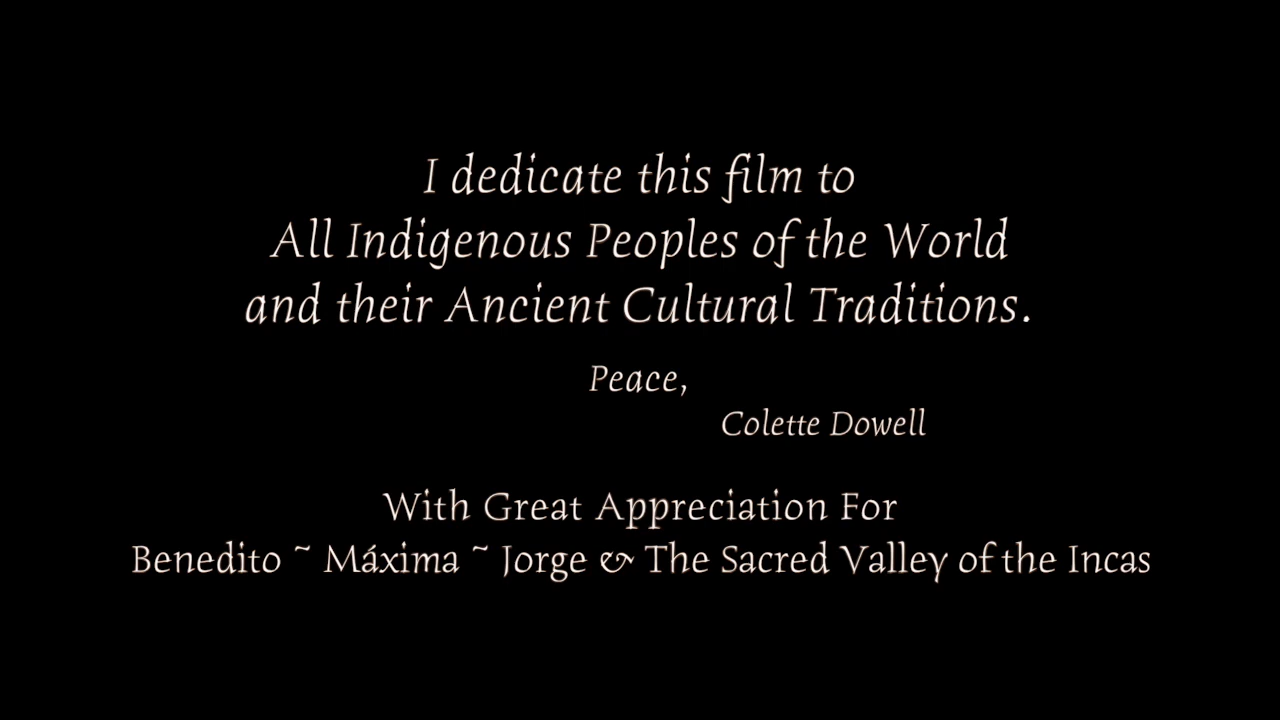 I dedicate this film to
All Indigenous Peoples of the World
and their Ancient Cultural Traditions.
Peace,
Colette Dowell
With Great Appreciation For
Benedito ~ Máxima ~ Jorge & The Sacred Valley of the Incas